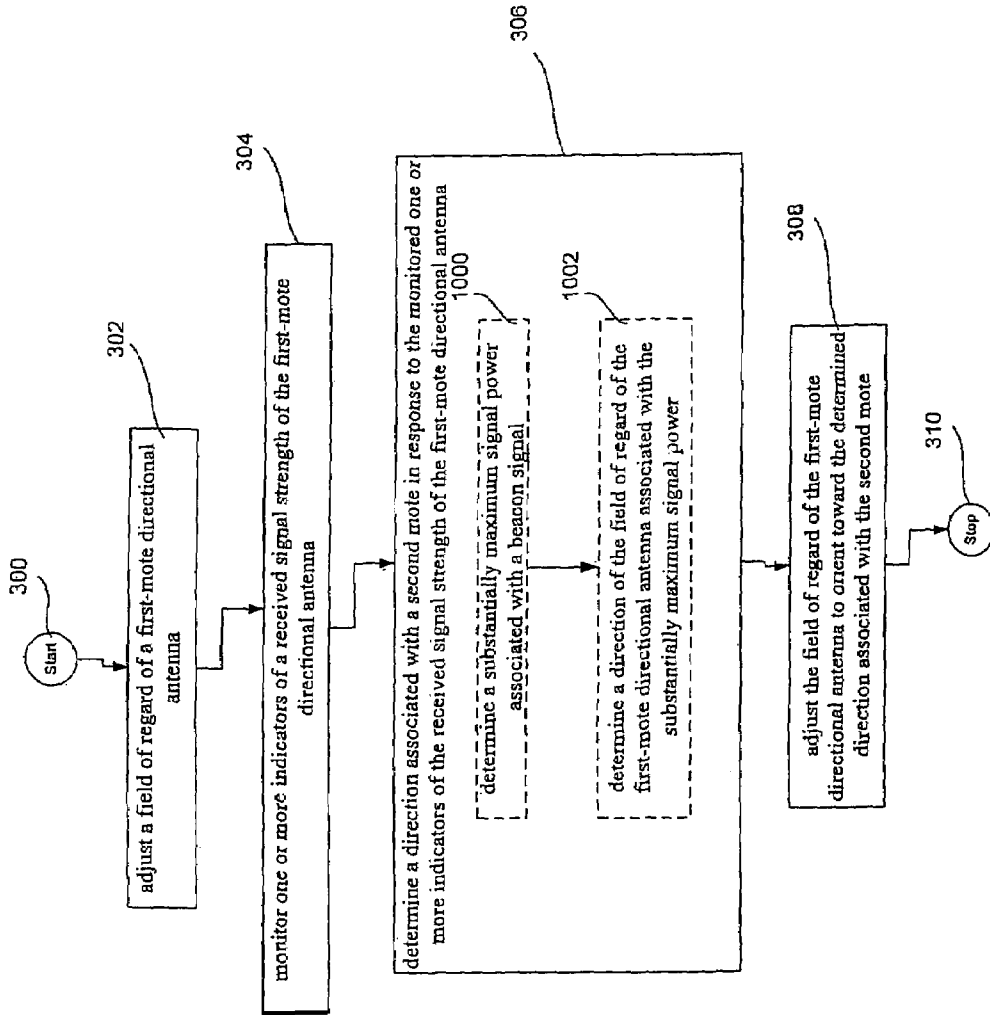 300
Start
302
adjust a field of regard of a first-mote directional
antenna
304
monitor one or more indicators of a received signal strength of the first-mote
directional antenna
306
determine a direction associated with a second mote in response to the monitored one or
more indicators of the received signal strength of the first-mote directional antenna
1000
determine a substantially maximum signal power
associated with a beacon signal
1002
determine a direction of the field of regard of the
first-mote directional antenna associated with the
substantially maximum signal power
308
adjust the field of regard of the first-mote
directional antenna to orient toward the determined
direction associated with the second mote
310
Stop